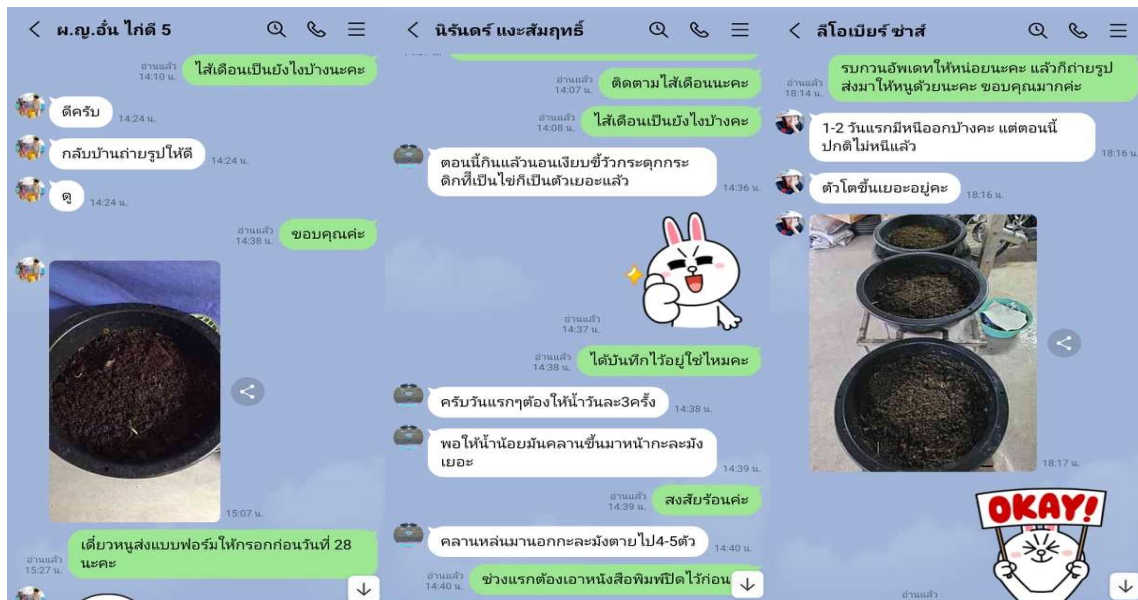 ผ.ญ.อั๋น ไก่ดี 5
อ่านแล้ว
14:10 น.
ไส้เดือนเป็นยังไงบ้างนะคะ
ดีครับ
14:24 น.
กลับบ้านถ่ายรูปให้ดี
14:24 น.
ดู
14:24 น.
อ่านแล้ว
14:38 น.
ขอบคุณค่ะ
15:07 น.
อ่านแล้ว
15:27 น.
เดี่ยวหนูส่งแบบฟอร์มให้กรอกก่อนวันที่ 28
นะคะ
นิรันดร์ แงะสัมฤทธิ์
อ่านแล้ว
14:07 น.
ติดตามไส้เดือนนะคะ
อ่านแล้ว
14:08 น.
ไส้เดือนเป็นยังไงบ้างคะ
ตอนนี้กินแล้วนอนเงียบขี้วัวกระดุกกระ
ดิกที่เป็นไข่ก็เป็นตัวเยอะแล้ว
14:36 น.
อ่านแล้ว
14:37 น.
อ่านแล้ว
14:38 น.
ได้บันทึกไว้อยู่ใช่ไหมคะ
ครับวันแรกๆต้องให้น้ำวันละ3ครั้ง
14:38 น.
พอให้น้ำน้อยมันคลานขึ้นมาหน้ากะละมัง
เยอะ
14:39 น.
อ่านแล้ว
14:39 น.
สงสัยร้อนค่ะ
คลานหล่นมานอกกะละมังตายไป4-5ตัว
14:40 น.
อ่านแล้ว
14:40 น.
ช่วงแรกต้องเอาหนังสือพิมพ์ปิดไว้ก่อน
ลีโอเบียร์ ซ่าส์
อ่านแล้ว
18:14 น.
รบกวนอัพเดทให้หน่อยนะคะ แล้วก็ถ่ายรูป
ส่งมาให้หนูด้วยนะคะ ขอบคุณมากค่ะ
1-2 วันแรกมีหนีออกบ้างคะ แต่ตอนนี้
ปกติไม่หนีแล้ว
18:16 น.
ตัวโตขึ้นเยอะอยู่คะ
18:16 น.
18:17 น.
OKAY!
อ่านแล้ว